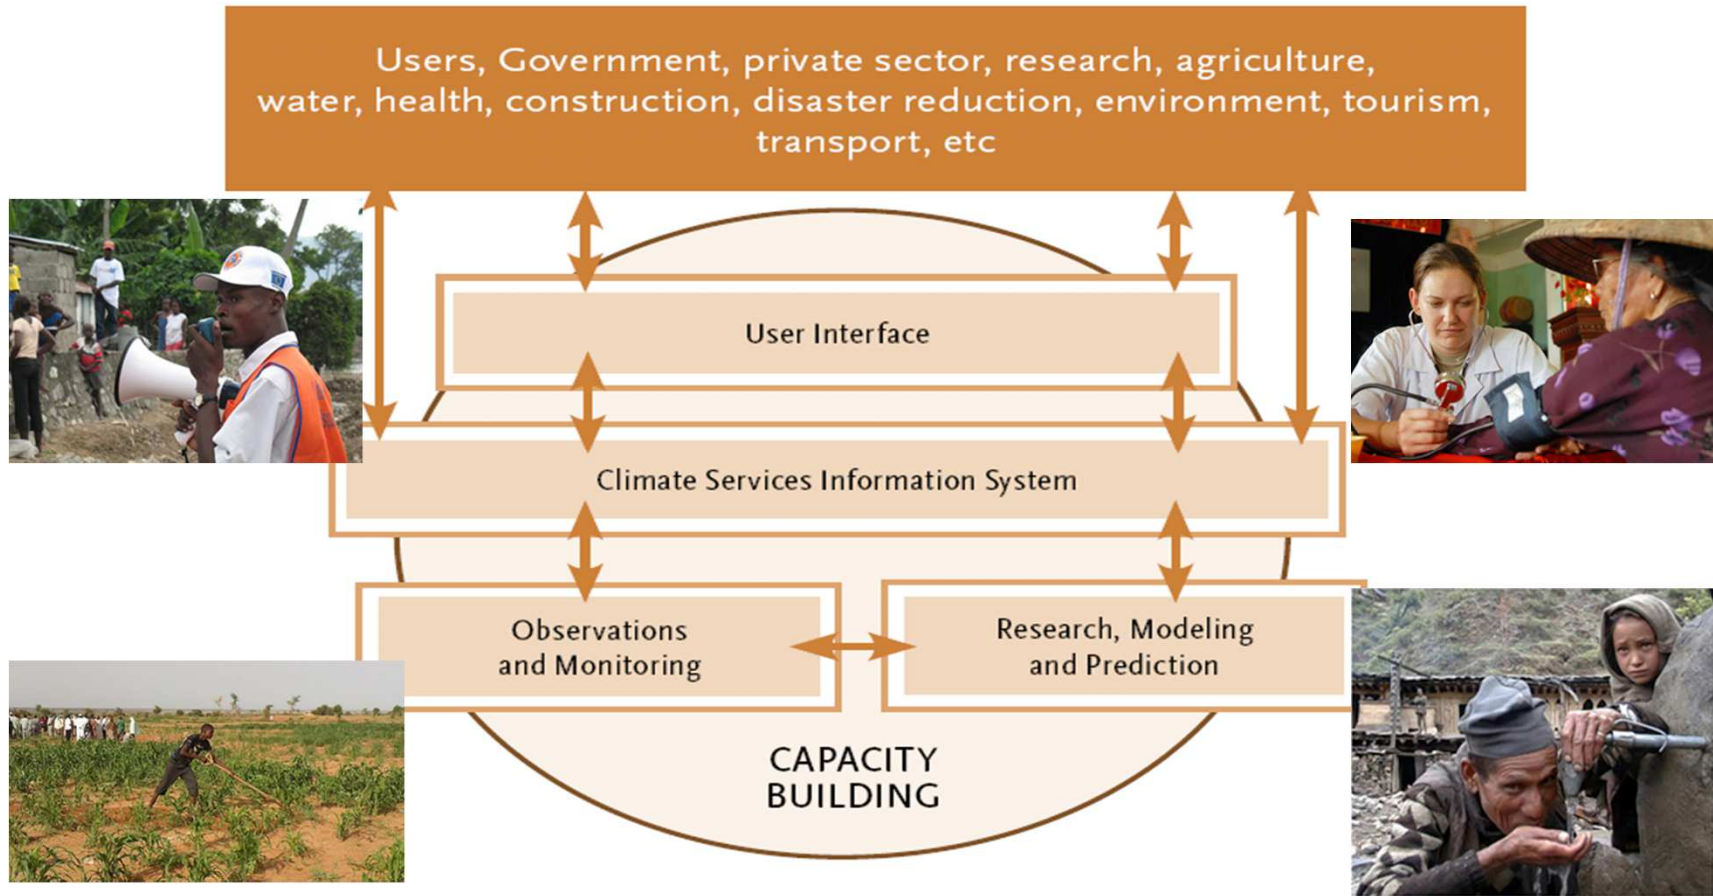 Users, Government, private sector, research, agriculture,
water, health, construction, disaster reduction, environment, tourism,
transport, etc
User Interface
Climate Services Information System
Observations
and Monitoring
Research, Modeling
and Prediction
CAPACITY
BUILDING